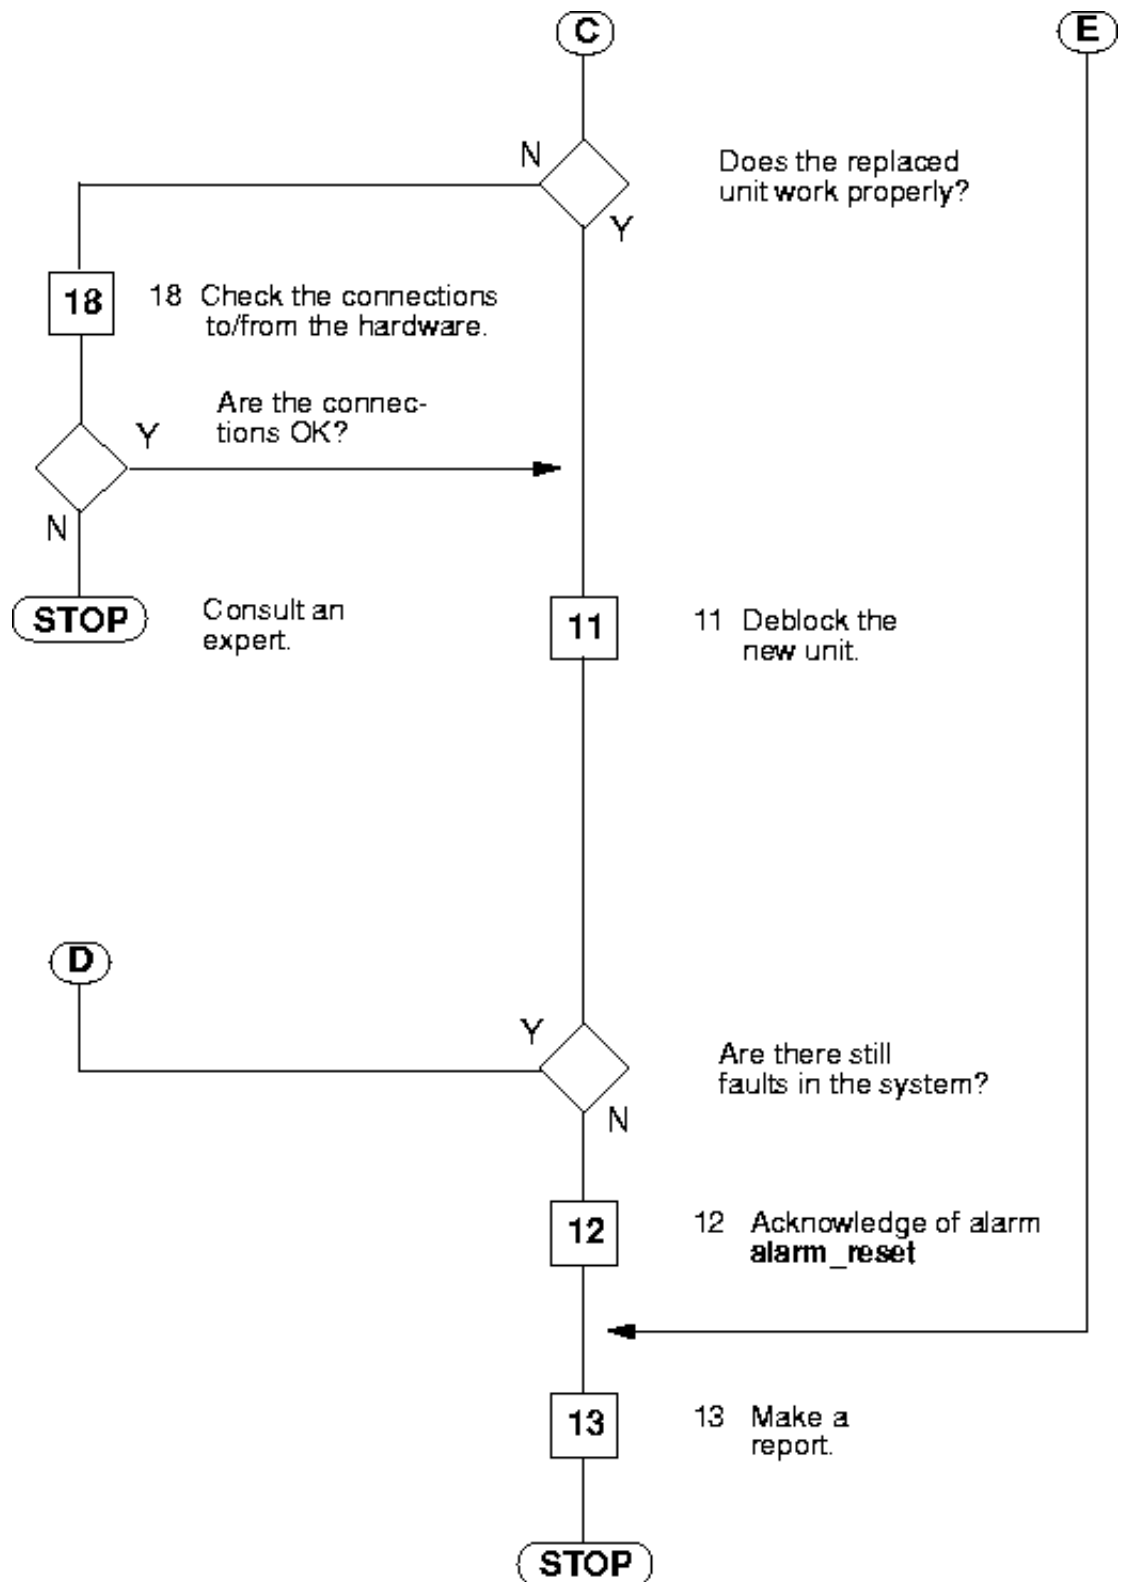 C
E
N
Does the replaced
unit work properly?
Y
18
18 Check the connections
to/from the hardware.
Are the connec-
tions OK?
Y
N
STOP
Consult an
expert.
11
11 Deblock the
new unit.
D
Y
Are there still
faults in the system?
N
12
12 Acknowledge of alarm
alarm_reset
13
13 Make a
report.
STOP